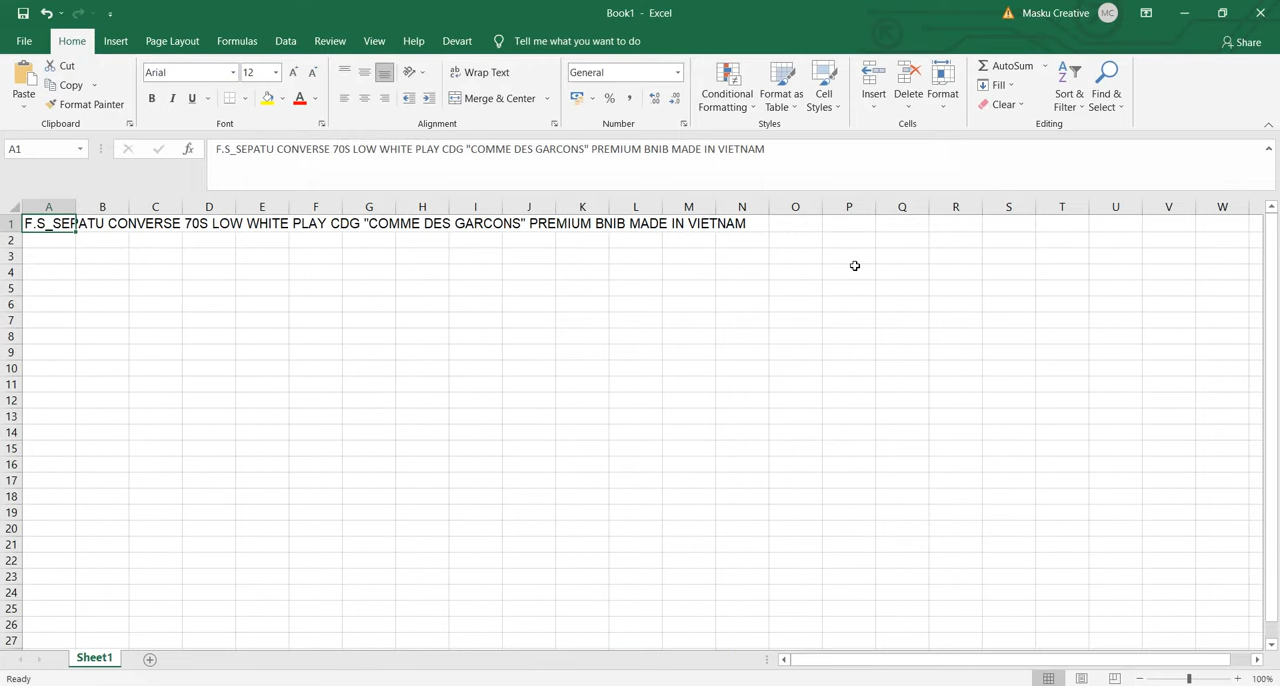 Book1 - Excel
Masku Creative MC
File Home Insert Page Layout Formulas Data Review View Help Devart Tell me what you want to do Share
Cut
Copy
Format Painter
Paste
Clipboard
Arial 12
B I U
Font
Wrap Text
Merge & Center
Alignment
General
Number
Conditional Formatting
Format as Table
Cell Styles
Styles
Insert Delete Format
Cells
AutoSum
Fill
Clear
Sort & Filter
Find & Select
Editing
A1 fx F.S_SEPATU CONVERSE 70S LOW WHITE PLAY CDG "COMME DES GARCONS" PREMIUM BNIB MADE IN VIETNAM
A B C D E F G H I J K L M N O P Q R S T U V W
1 F.S_SEPATU CONVERSE 70S LOW WHITE PLAY CDG "COMME DES GARCONS" PREMIUM BNIB MADE IN VIETNAM
2
3
4
5
6
7
8
9
10
11
12
13
14
15
16
17
18
19
20
21
22
23
24
25
26
27
Sheet1
Ready 100%